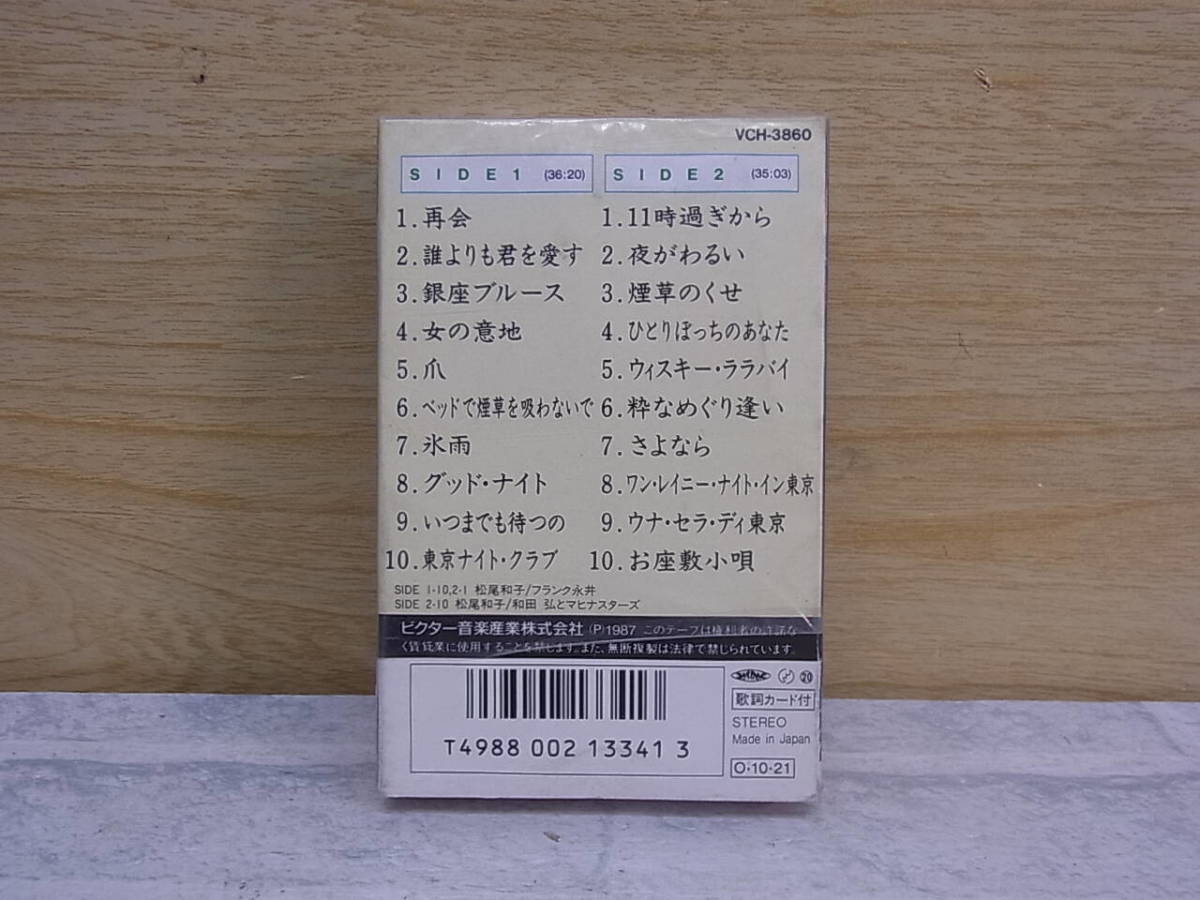 VCH-3860
SIDE 1 (36:20)
1.再会
2.誰よりも君を愛す
3.銀座ブルース
4.女の意地
5.爪
6.ベッドで煙草を吸わないで
7.氷雨
8.グッド・ナイト
9.いつまでも待つの
10.東京ナイト・クラブ
SIDE 2 (35:03)
1.11時過ぎから
2.夜がわるい
3.煙草のくせ
4.ひとりぼっちのあなた
5.ウィスキー・ララバイ
6.粋なめぐり逢い
7.さよなら
8.ワン・レイニー・ナイト・イン東京
9.ウナ・セラ・ディ東京
10.お座敷小唄
SIDE 1-10,2-1 松尾和子/フランク永井
SIDE 2-10 松尾和子/和田 弘とマヒナスターズ
ビクター音楽産業株式会社 (P)1987 このテープは権利者の許諾な
く賃貸業に使用することを禁じます。また、無断複製は法律で禁じられています。
T4988 002 13341 3
20
歌詞カード付
STEREO
Made in Japan
O・10・21